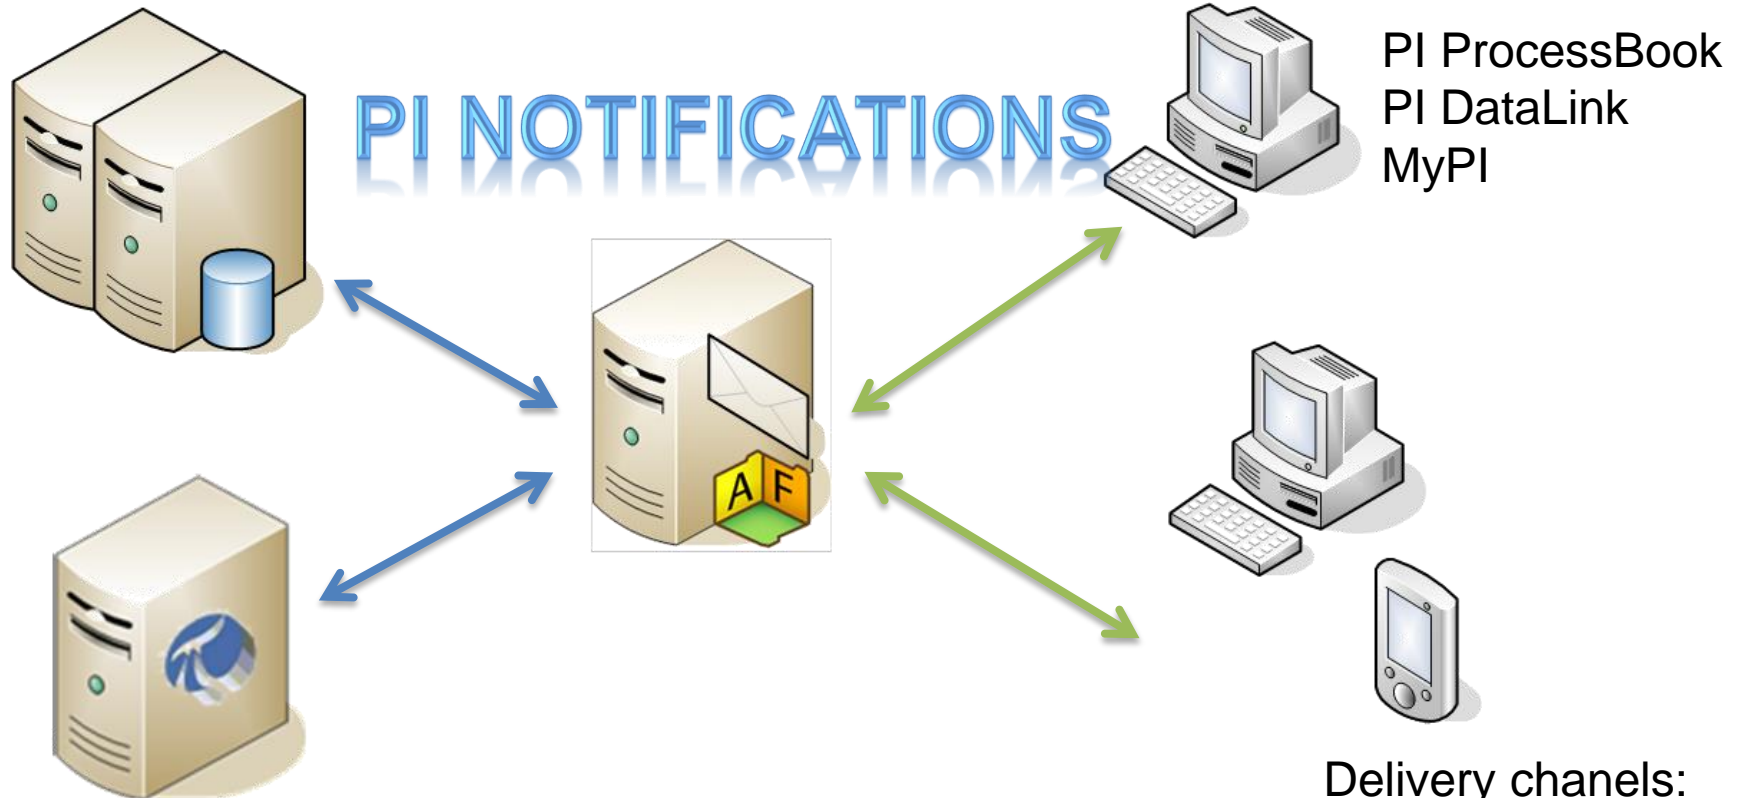 PI NOTIFICATIONS
PI ProcessBook
PI DataLink
MyPI
A F
Delivery chanels: